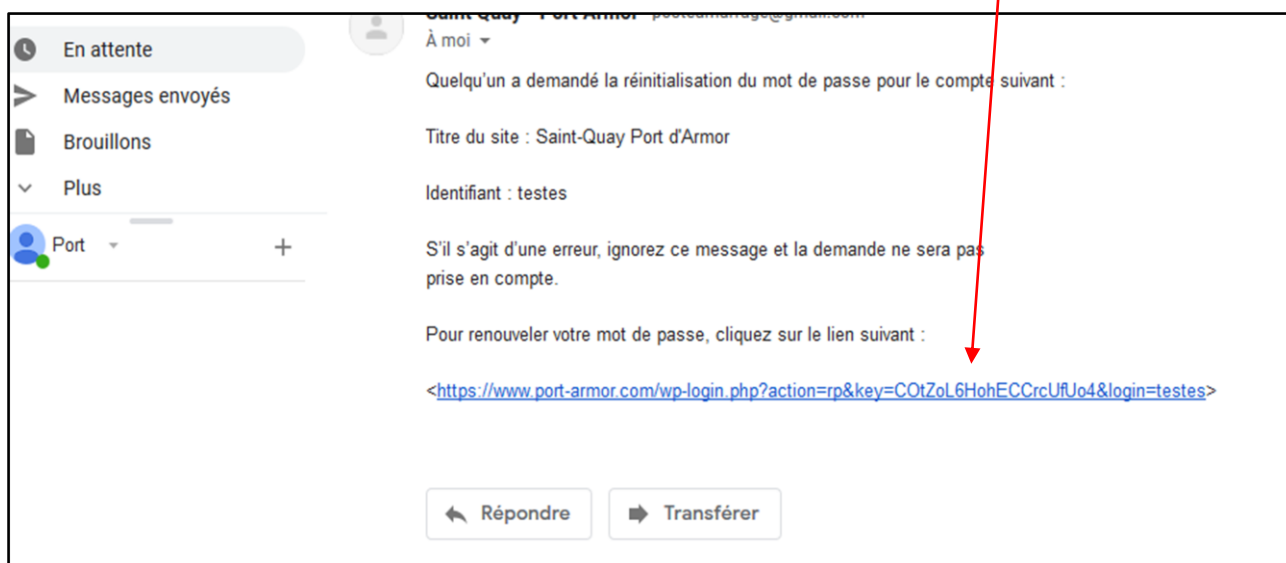 En attente
Messages envoyés
Brouillons
Plus
Port
À moi
Quelqu’un a demandé la réinitialisation du mot de passe pour le compte suivant :
Titre du site : Saint-Quay Port d'Armor
Identifiant : testes
S’il s’agit d’une erreur, ignorez ce message et la demande ne sera pas
prise en compte.
Pour renouveler votre mot de passe, cliquez sur le lien suivant :
<https://www.port-armor.com/wp-login.php?action=rp&key=COtZoL6HohECCrcUfUo4&login=testes>
Répondre
Transférer